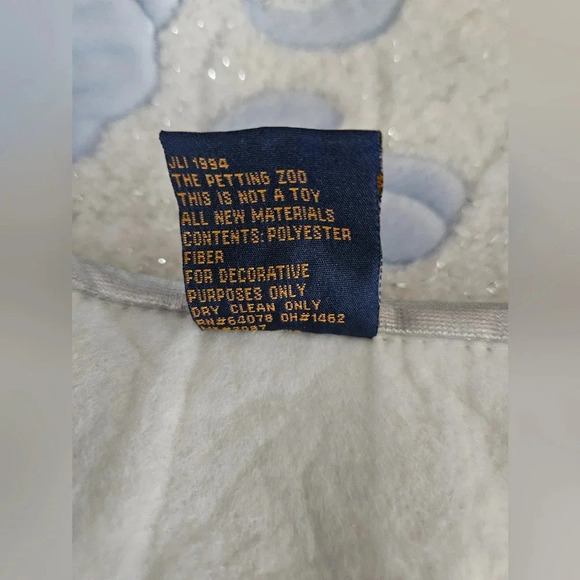 JLI 1994
THE PETTING ZOO
THIS IS NOT A TOY
ALL NEW MATERIALS
CONTENTS: POLYESTER
FIBER
FOR DECORATIVE
PURPOSES ONLY
DRY CLEAN ONLY
RN#64078 OH#1462